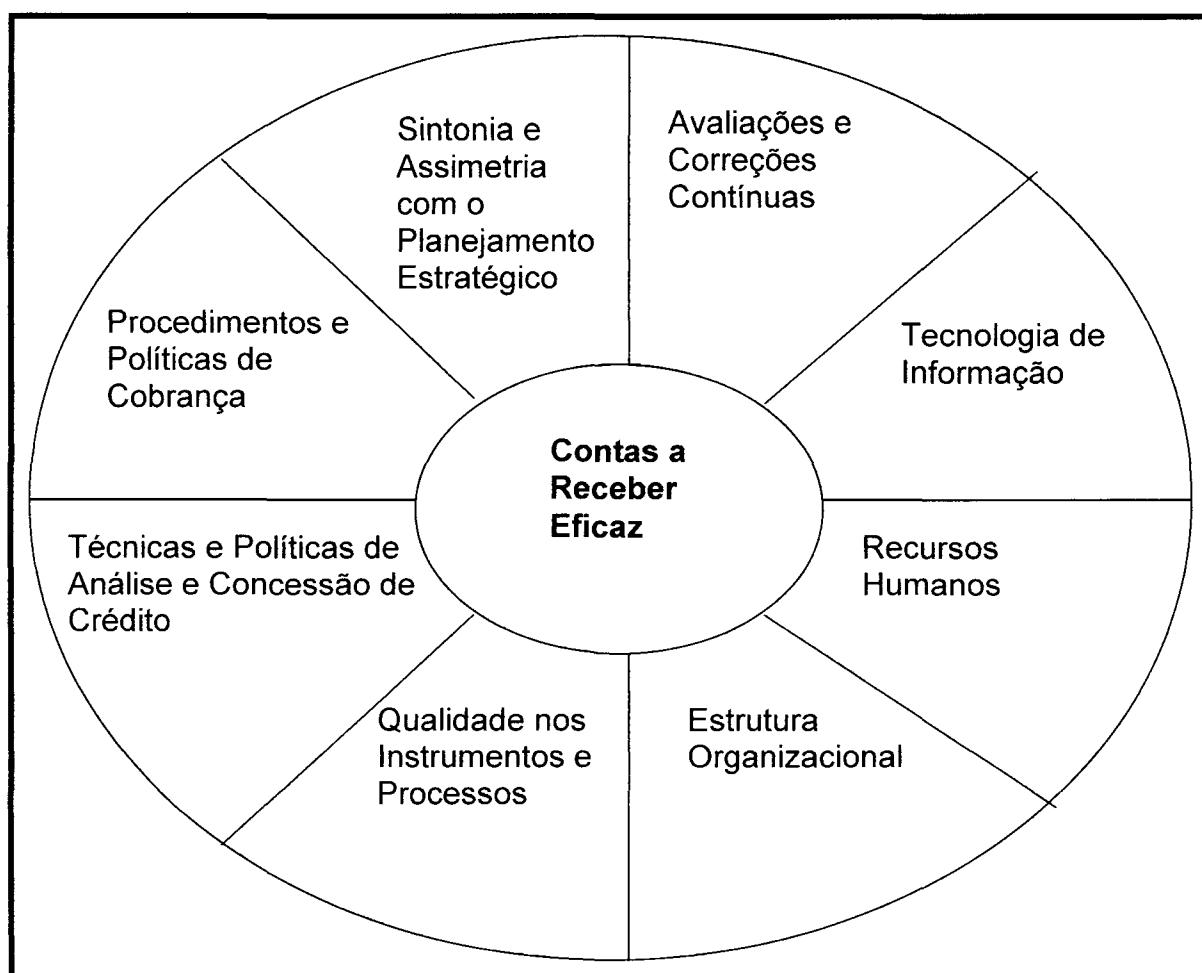 Sintonia e
Assimetria
com o
Planejamento
Estratégico
Avaliações e
Correções
Contínuas
Procedimentos e
Políticas de
Cobrança
Tecnologia de
Informação
Contas a
Receber
Eficaz
Técnicas e Políticas de
Análise e Concessão de
Crédito
Recursos
Humanos
Qualidade nos
Instrumentos e
Processos
Estrutura
Organizacional